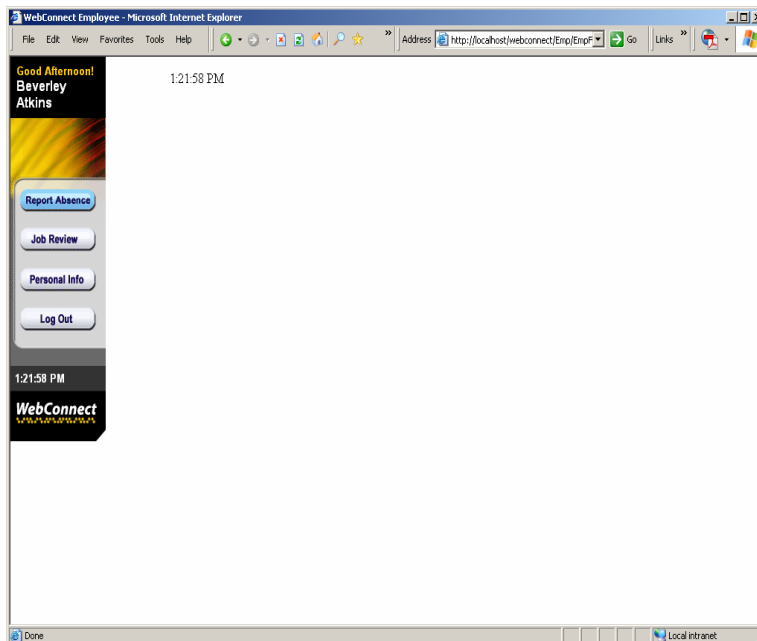 WebConnect Employee - Microsoft Internet Explorer
File Edit View Favorites Tools Help
»
Address http://localhost/webconnect/Emp/EmpF
Go
Links »
Good Afternoon!
Beverley
Atkins
1:21:58 PM
Report Absence
Job Review
Personal Info
Log Out
1:21:58 PM
WebConnect
Done
Local intranet